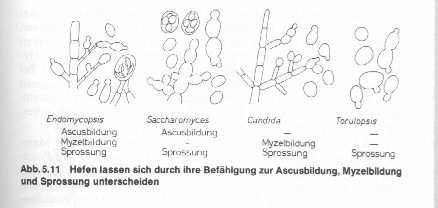 Endomycopsis Saccharomyces Candida Torulopsis
Ascusbildung Ascusbildung — —
Myzelbildung - Myzelbildung —
Sprossung Sprossung Sprossung Sprossung
Abb. 5.11 Hefen lassen sich durch ihre Befähigung zur Ascusbildung, Myzelbildung
und Sprossung unterscheiden